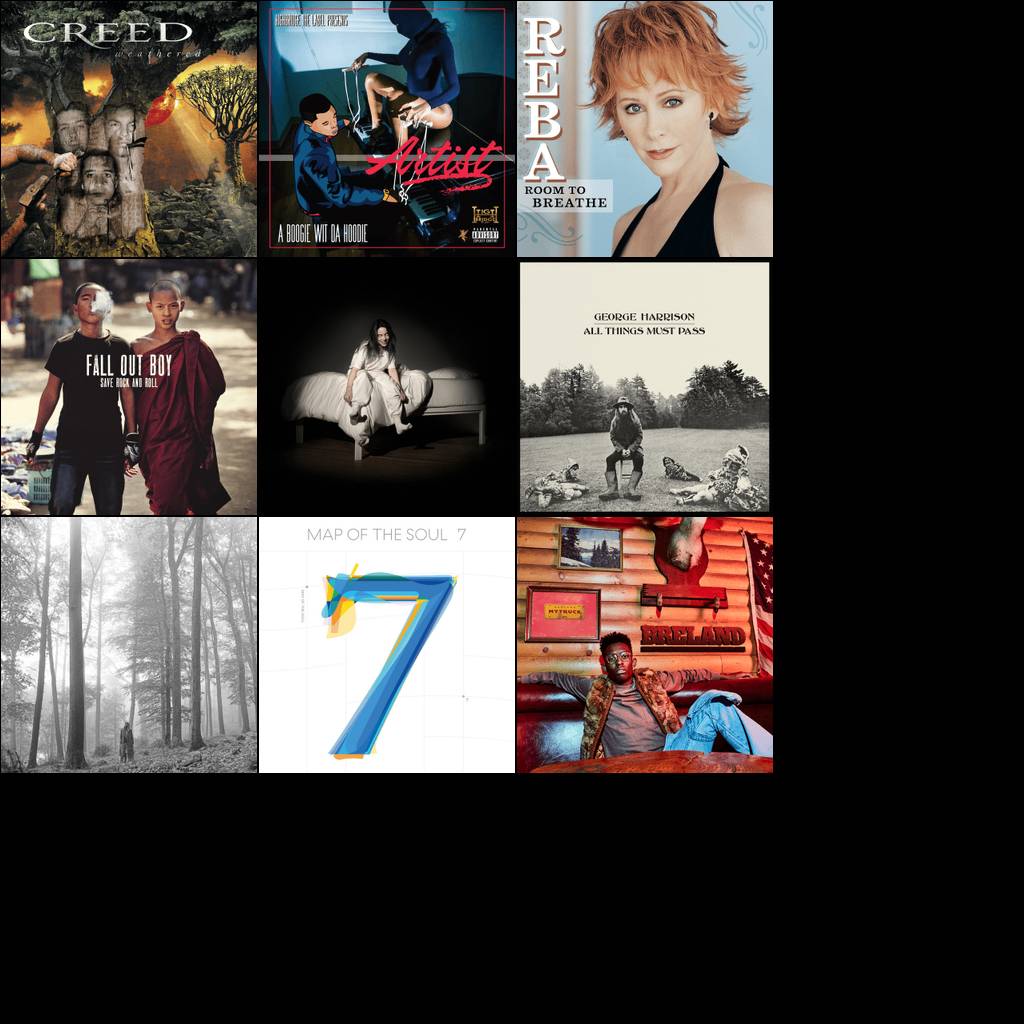 CREED
weathered
HIGHBRIDGE THE LABEL PRESENTS
Artist
HIGH BRIDGE
A BOOGIE WIT DA HOODIE
PARENTAL
ADVISORY
EXPLICIT CONTENT
REBA
ROOM TO
BREATHE
FALL OUT BOY
SAVE ROCK AND ROLL
GEORGE HARRISON
ALL THINGS MUST PASS
MAP OF THE SOUL 7
7
MY TRUCK
BRELAND